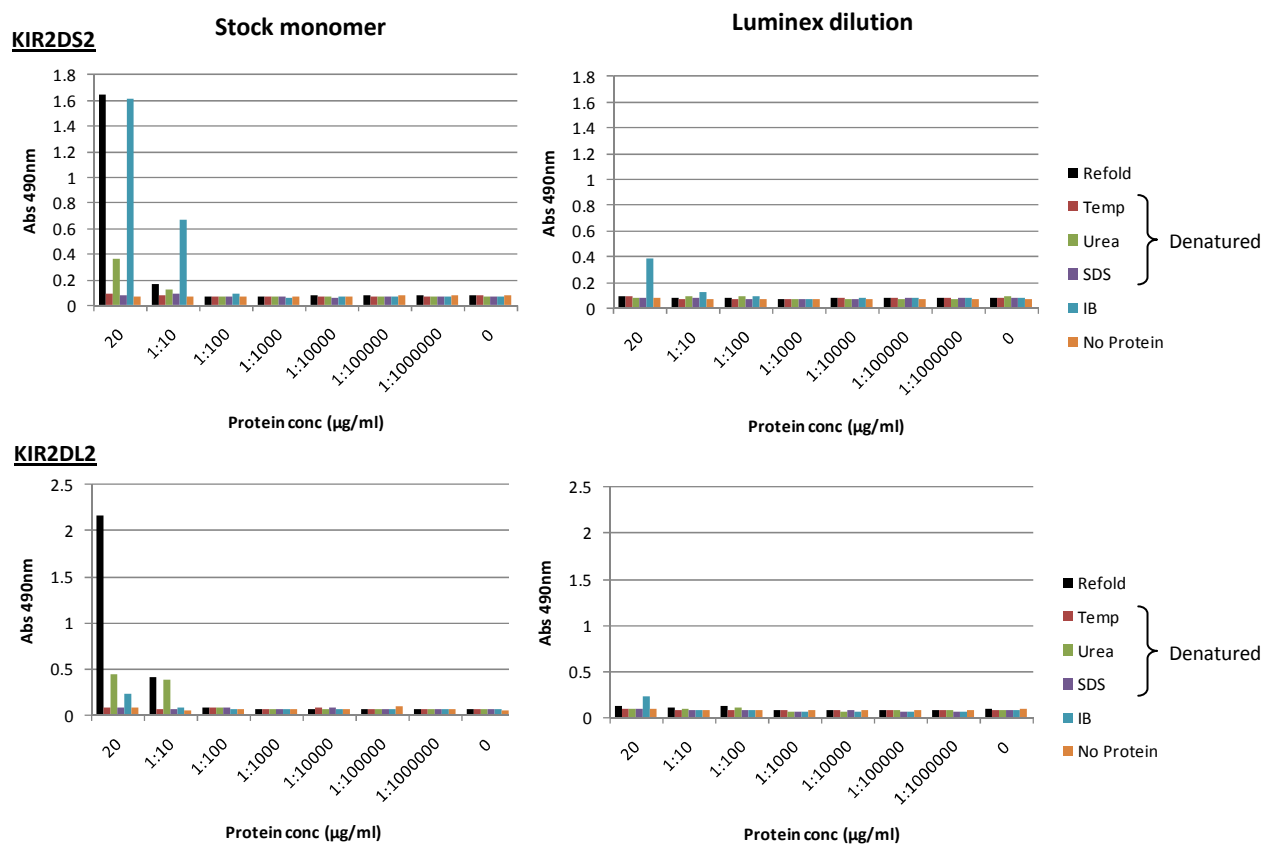 Stock monomer
Luminex dilution
KIR2DS2
1.8
1.6
1.4
1.2
1
0.8
0.6
0.4
0.2
0
Abs 490nm
20
1:10
1:100
1:1000
1:10000
1:100000
1:1000000
0
Protein conc (µg/ml)
1.8
1.6
1.4
1.2
1
0.8
0.6
0.4
0.2
0
Abs 490nm
20
1:10
1:100
1:1000
1:10000
1:100000
1:1000000
0
Protein conc (µg/ml)
Refold
Temp
Urea
SDS
IB
No Protein
Denatured
KIR2DL2
2.5
2
1.5
1
0.5
0
Abs 490nm
20
1:10
1:100
1:1000
1:10000
1:100000
1:1000000
0
Protein conc (µg/ml)
2.5
2
1.5
1
0.5
0
Abs 490nm
20
1:10
1:100
1:1000
1:10000
1:100000
1:1000000
0
Protein conc (µg/ml)
Refold
Temp
Urea
SDS
IB
No Protein
Denatured